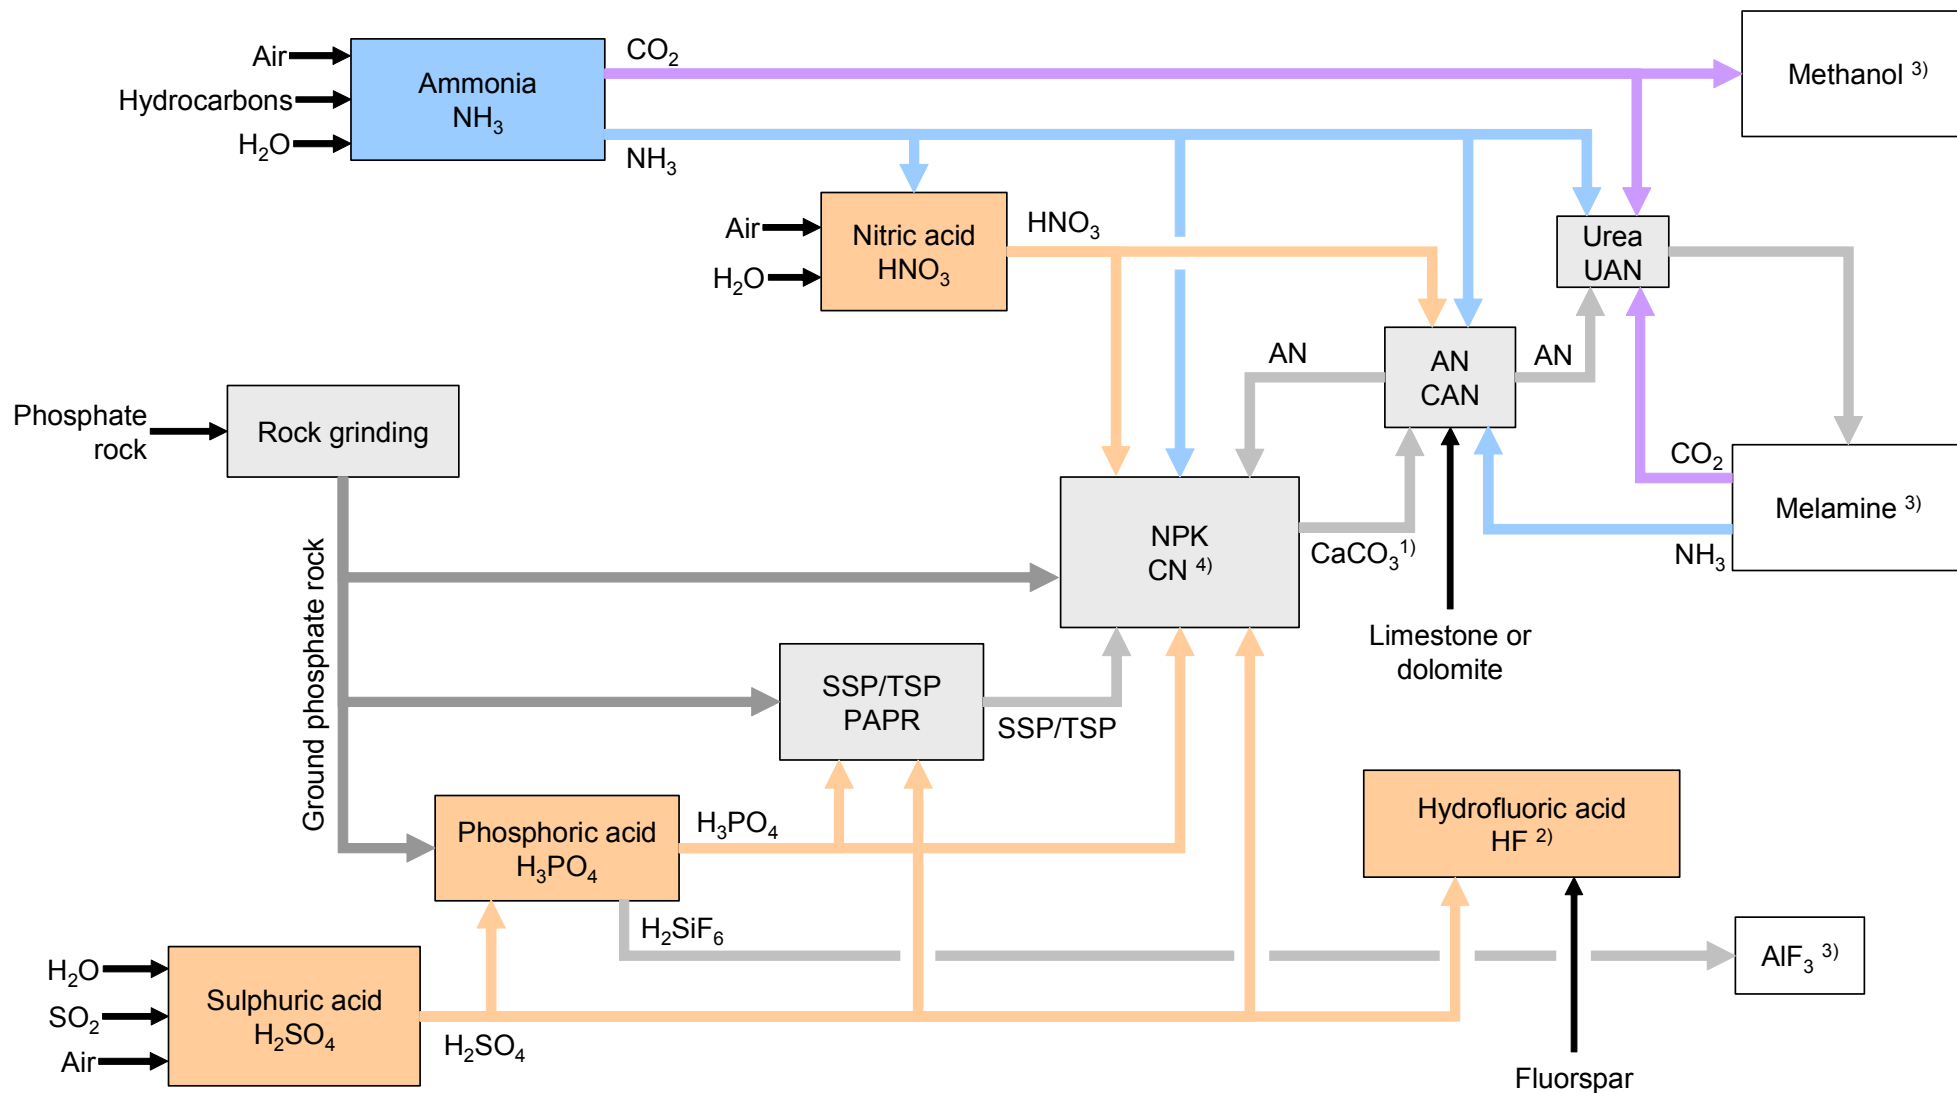 Air
Hydrocarbons
H₂O
Ammonia
NH₃
CO₂
NH₃
Methanol ³⁾
Air
H₂O
Nitric acid
HNO₃
HNO₃
Urea
UAN
AN
AN
CAN
AN
Phosphate
rock
Rock grinding
CO₂
Melamine ³⁾
NH₃
NPK
CN ⁴⁾
CaCO₃¹⁾
Limestone or
dolomite
Ground phosphate rock
SSP/TSP
PAPR
SSP/TSP
Phosphoric acid
H₃PO₄
H₃PO₄
Hydrofluoric acid
HF ²⁾
H₂SiF₆
AlF₃ ³⁾
H₂O
SO₂
Air
Sulphuric acid
H₂SO₄
H₂SO₄
Fluorspar